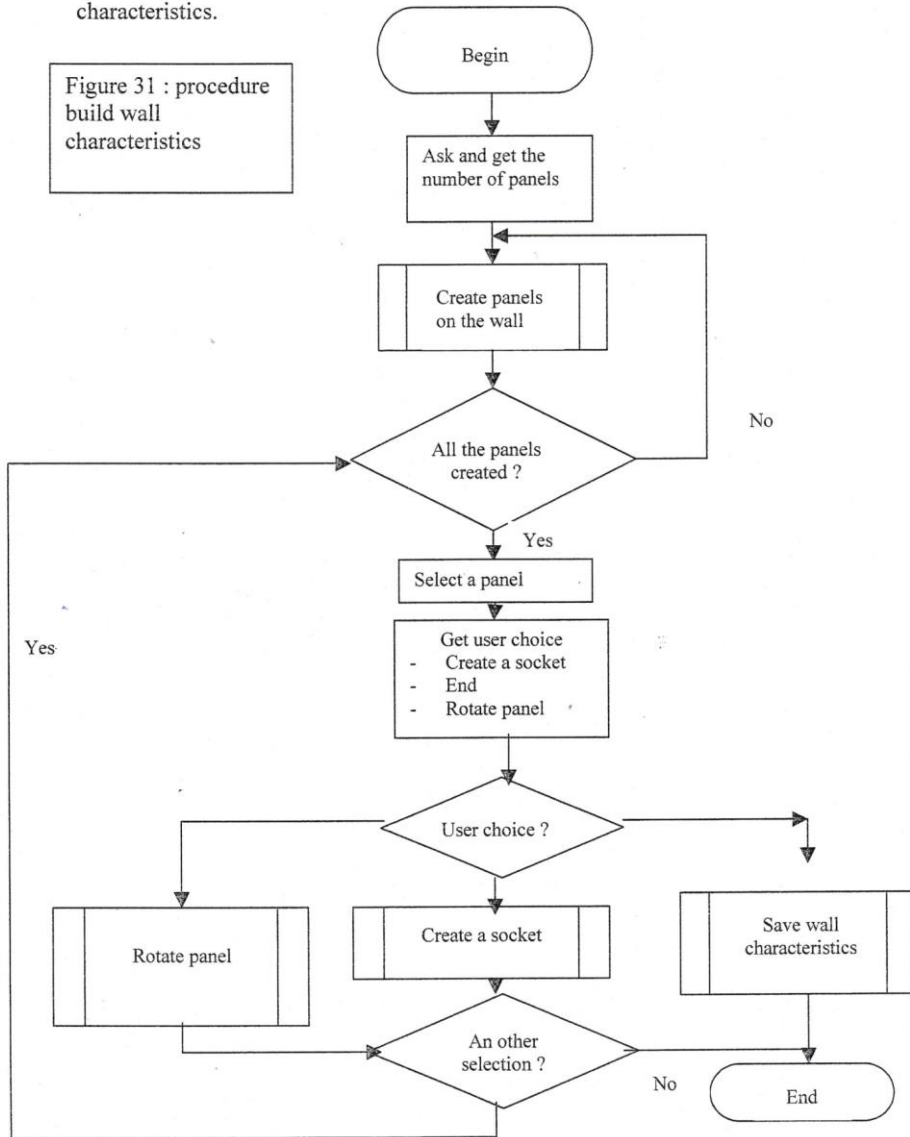 characteristics.
Begin
Figure 31 : procedure
build wall
characteristics
Ask and get the
number of panels
Create panels
on the wall
No
All the panels
created ?
Yes
Select a panel
Yes
Get user choice
- Create a socket
- End
- Rotate panel
User choice ?
Rotate panel
Create a socket
Save wall
characteristics
An other
selection ?
No
End